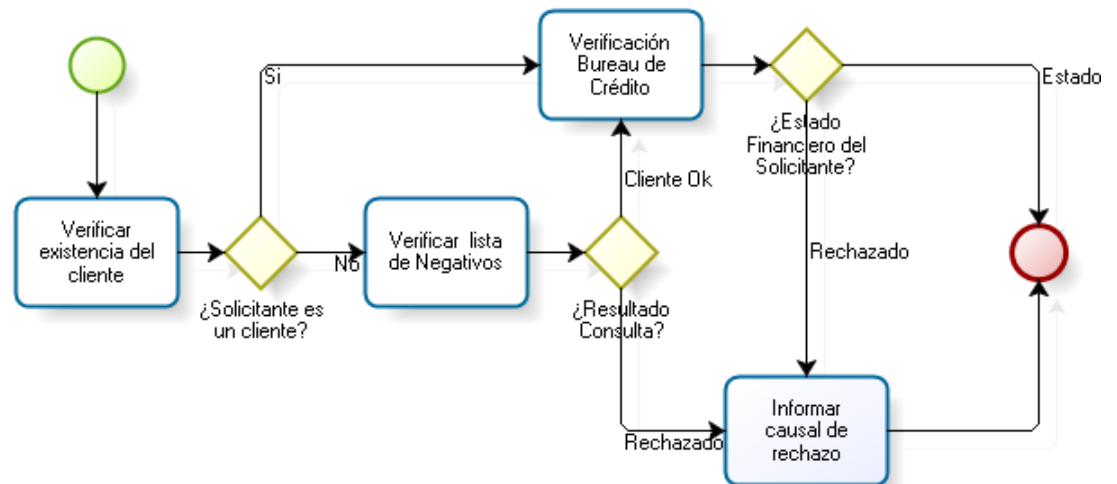 Verificación
Bureau de
Crédito
Si
Estado
¿Estado
Financiero del
Solicitante?
Cliente Ok
Verificar
existencia del
cliente
Verificar lista
de Negativos
No
Rechazado
¿Solicitante es
un cliente?
¿Resultado
Consulta?
Informar
causal de
rechazo
Rechazado